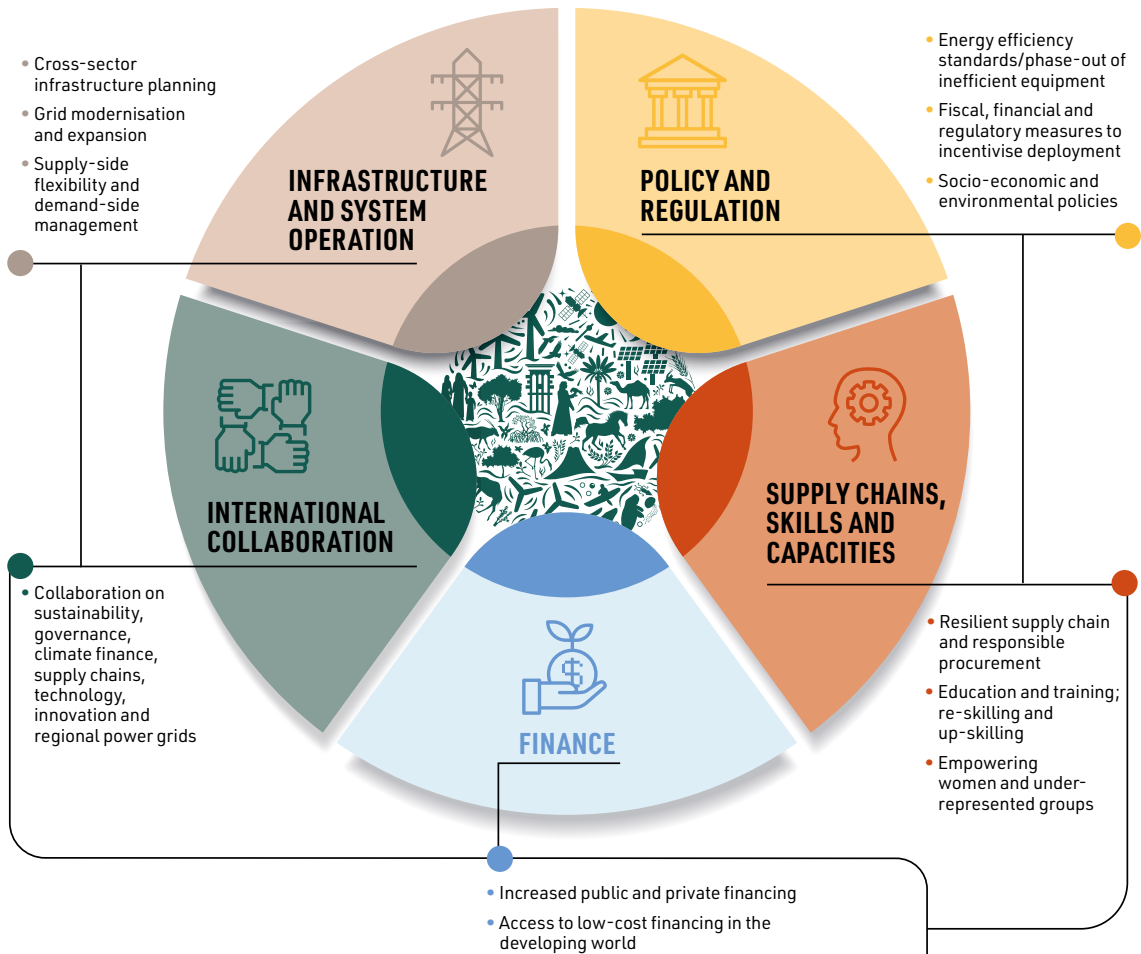 • Cross-sector
infrastructure planning
• Grid modernisation
and expansion
• Supply-side
flexibility and
demand-side
management
INFRASTRUCTURE
AND SYSTEM
OPERATION
POLICY AND
REGULATION
• Energy efficiency
standards/phase-out of
inefficient equipment
• Fiscal, financial and
regulatory measures to
incentivise deployment
• Socio-economic and
environmental policies
INTERNATIONAL
COLLABORATION
• Collaboration on
sustainability,
governance,
climate finance,
supply chains,
technology,
innovation and
regional power grids
SUPPLY CHAINS,
SKILLS AND
CAPACITIES
• Resilient supply chain
and responsible
procurement
• Education and training;
re-skilling and
up-skilling
• Empowering
women and under-
represented groups
$
FINANCE
• Increased public and private financing
• Access to low-cost financing in the
developing world